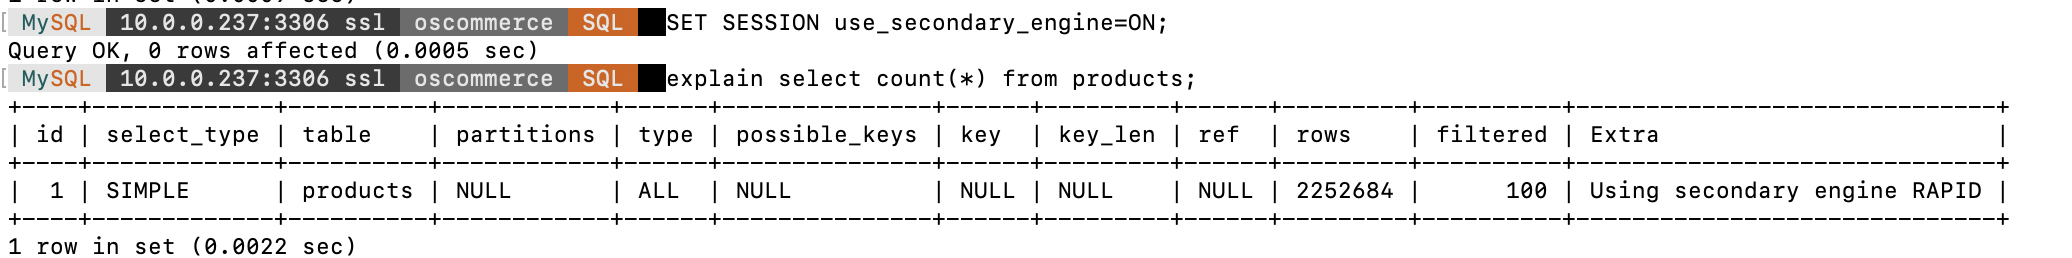 MySQL 10.0.0.237:3306 ssl oscommerce SQL SET SESSION use_secondary_engine=ON;
Query OK, 0 rows affected (0.0005 sec)
MySQL 10.0.0.237:3306 ssl oscommerce SQL explain select count(*) from products;
+----+-------------+----------+------------+------+---------------+------+---------+------+---------+----------+------------------------------+
| id | select_type | table    | partitions | type | possible_keys | key  | key_len | ref  | rows    | filtered | Extra                        |
+----+-------------+----------+------------+------+---------------+------+---------+------+---------+----------+------------------------------+
|  1 | SIMPLE      | products | NULL       | ALL  | NULL          | NULL | NULL    | NULL | 2252684 |      100 | Using secondary engine RAPID |
+----+-------------+----------+------------+------+---------------+------+---------+------+---------+----------+------------------------------+
1 row in set (0.0022 sec)